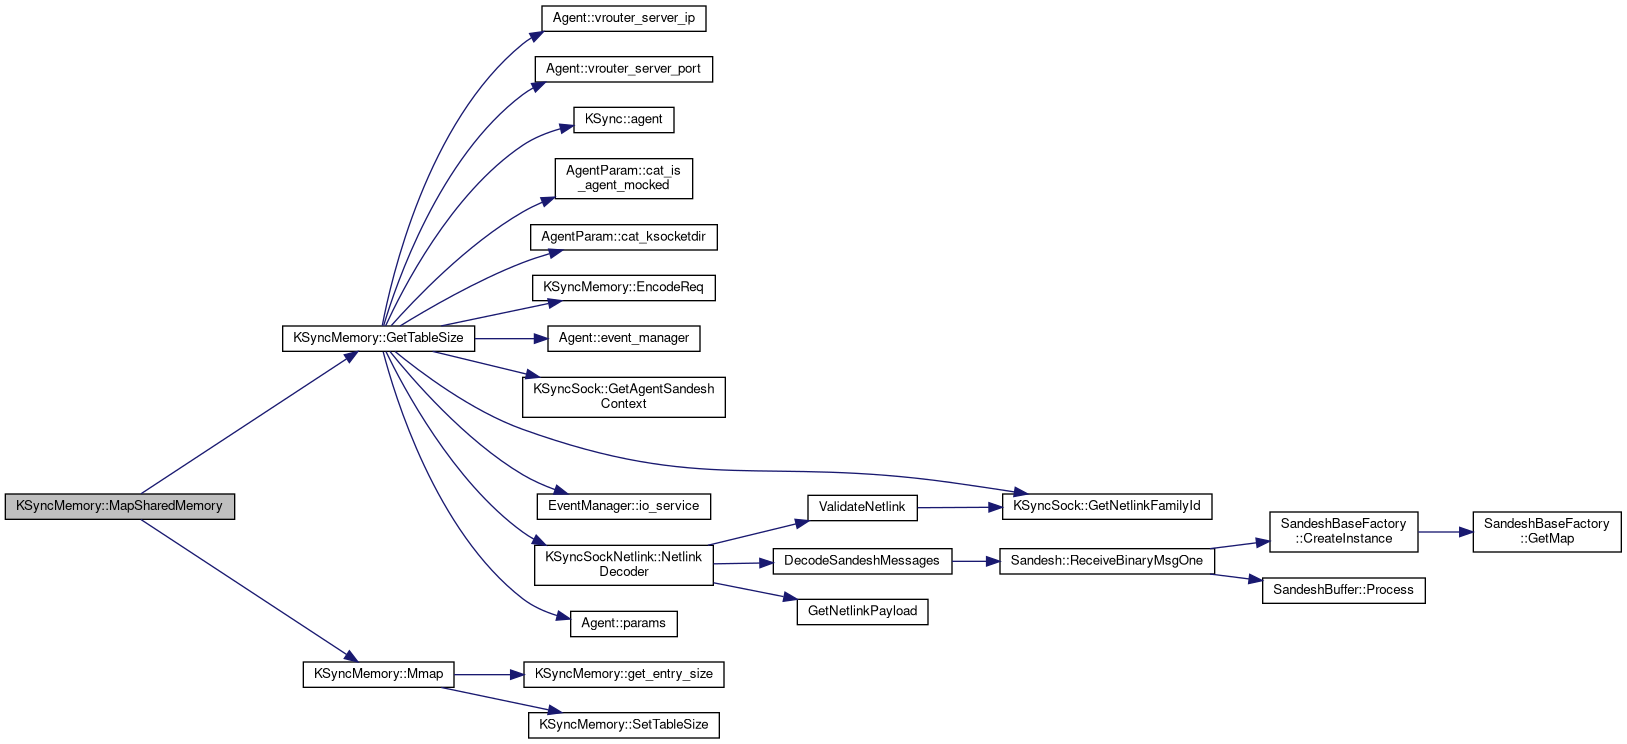 Agent::vrouter_server_ip
Agent::vrouter_server_port
KSync::agent
AgentParam::cat_is
_agent_mocked
AgentParam::cat_ksocketdir
KSyncMemory::EncodeReq
KSyncMemory::GetTableSize
Agent::event_manager
KSyncSock::GetAgentSandesh
Context
KSyncMemory::MapSharedMemory
EventManager::io_service
ValidateNetlink
KSyncSock::GetNetlinkFamilyId
SandeshBaseFactory
::CreateInstance
SandeshBaseFactory
::GetMap
KSyncSockNetlink::Netlink
Decoder
DecodeSandeshMessages
Sandesh::ReceiveBinaryMsgOne
SandeshBuffer::Process
GetNetlinkPayload
Agent::params
KSyncMemory::Mmap
KSyncMemory::get_entry_size
KSyncMemory::SetTableSize